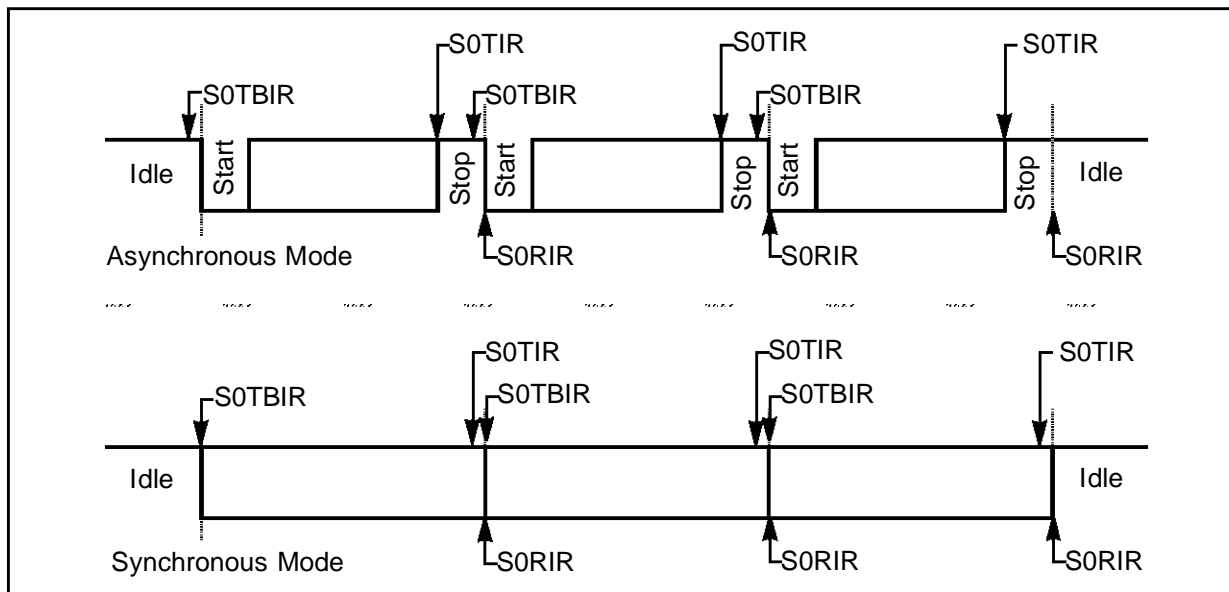 S0TIR
S0TIR
S0TIR
S0TBIR
S0TBIR
S0TBIR
Idle
Start
Stop
Start
Stop
Start
Stop
Idle
S0RIR
S0RIR
S0RIR
Asynchronous Mode
S0TIR
S0TIR
S0TIR
S0TBIR
S0TBIR
S0TBIR
Idle
Idle
S0RIR
S0RIR
S0RIR
Synchronous Mode